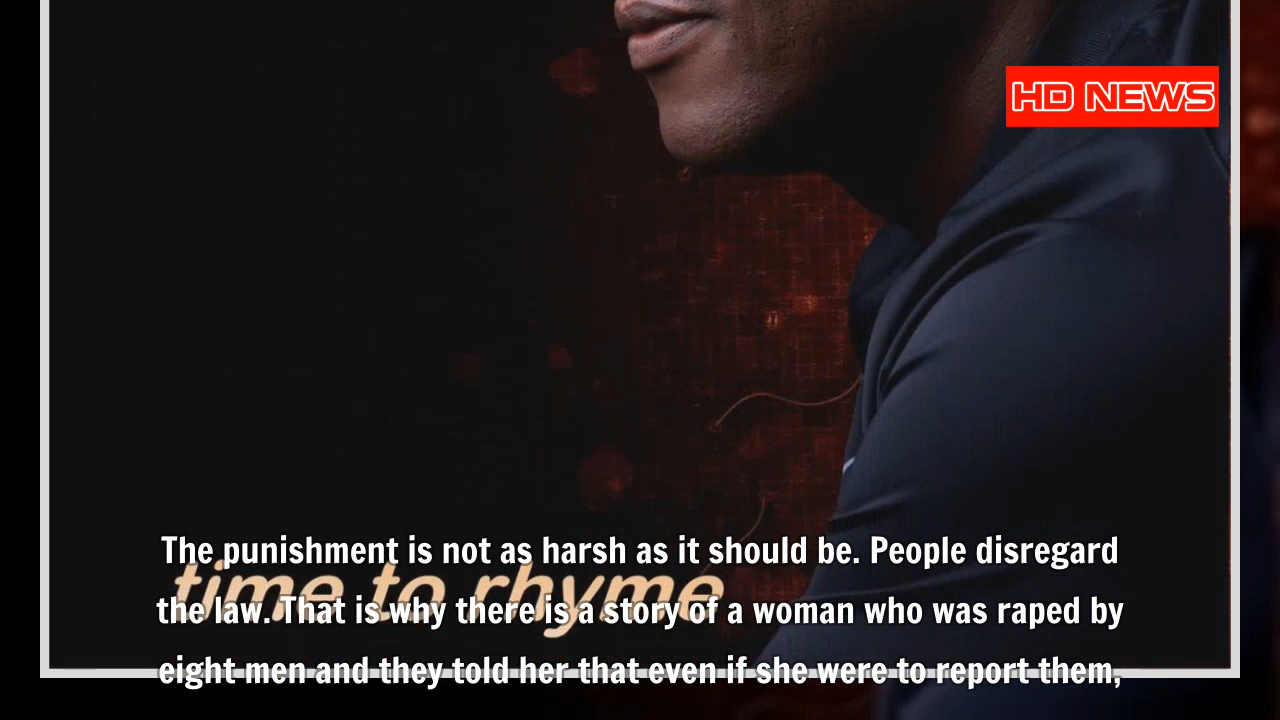 HD NEWS
The punishment is not as harsh as it should be. People disregard
time to rhyme
the law. That is why there is a story of a woman who was raped by
eight men and they told her that even if she were to report them,